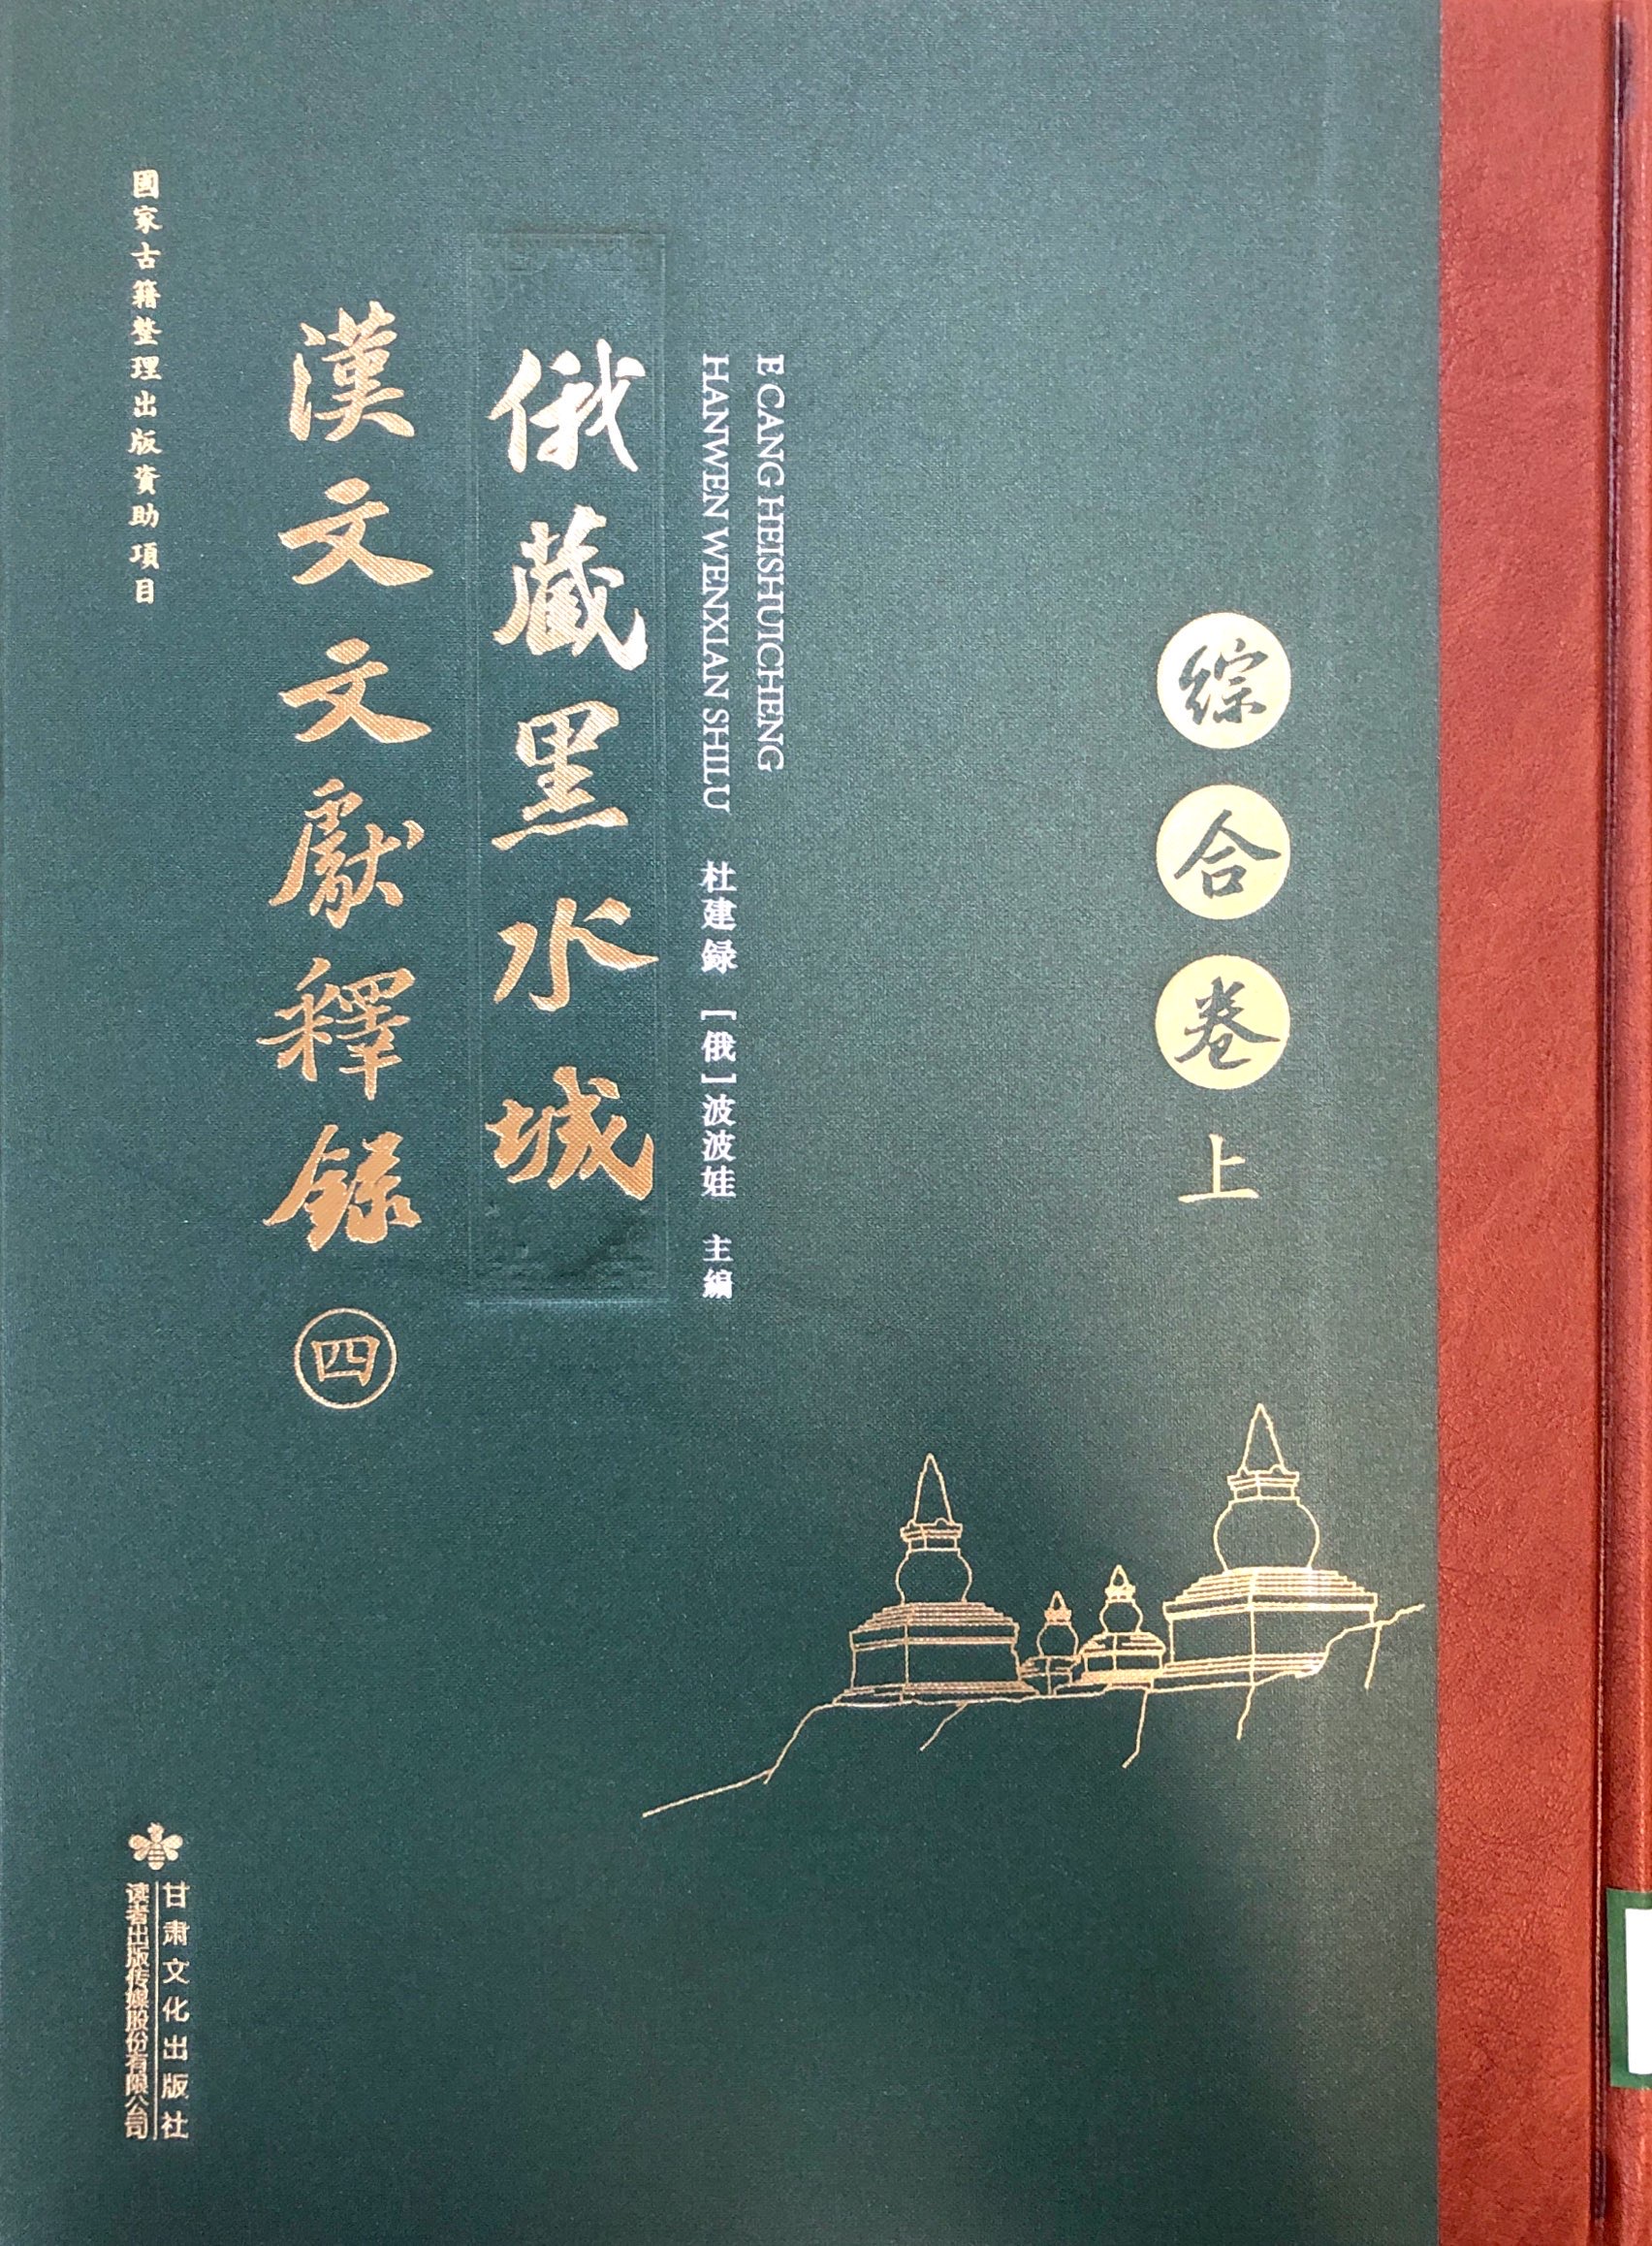 綜合卷上
E CANG HEISHUICHENG
HANWEN WENXIAN SHILU
杜建録 [俄]波波娃 主編
俄藏黑水城
漢文文獻釋録 四
國家古籍整理出版資助項目
甘肃文化出版社
读者出版传媒股份有限公司